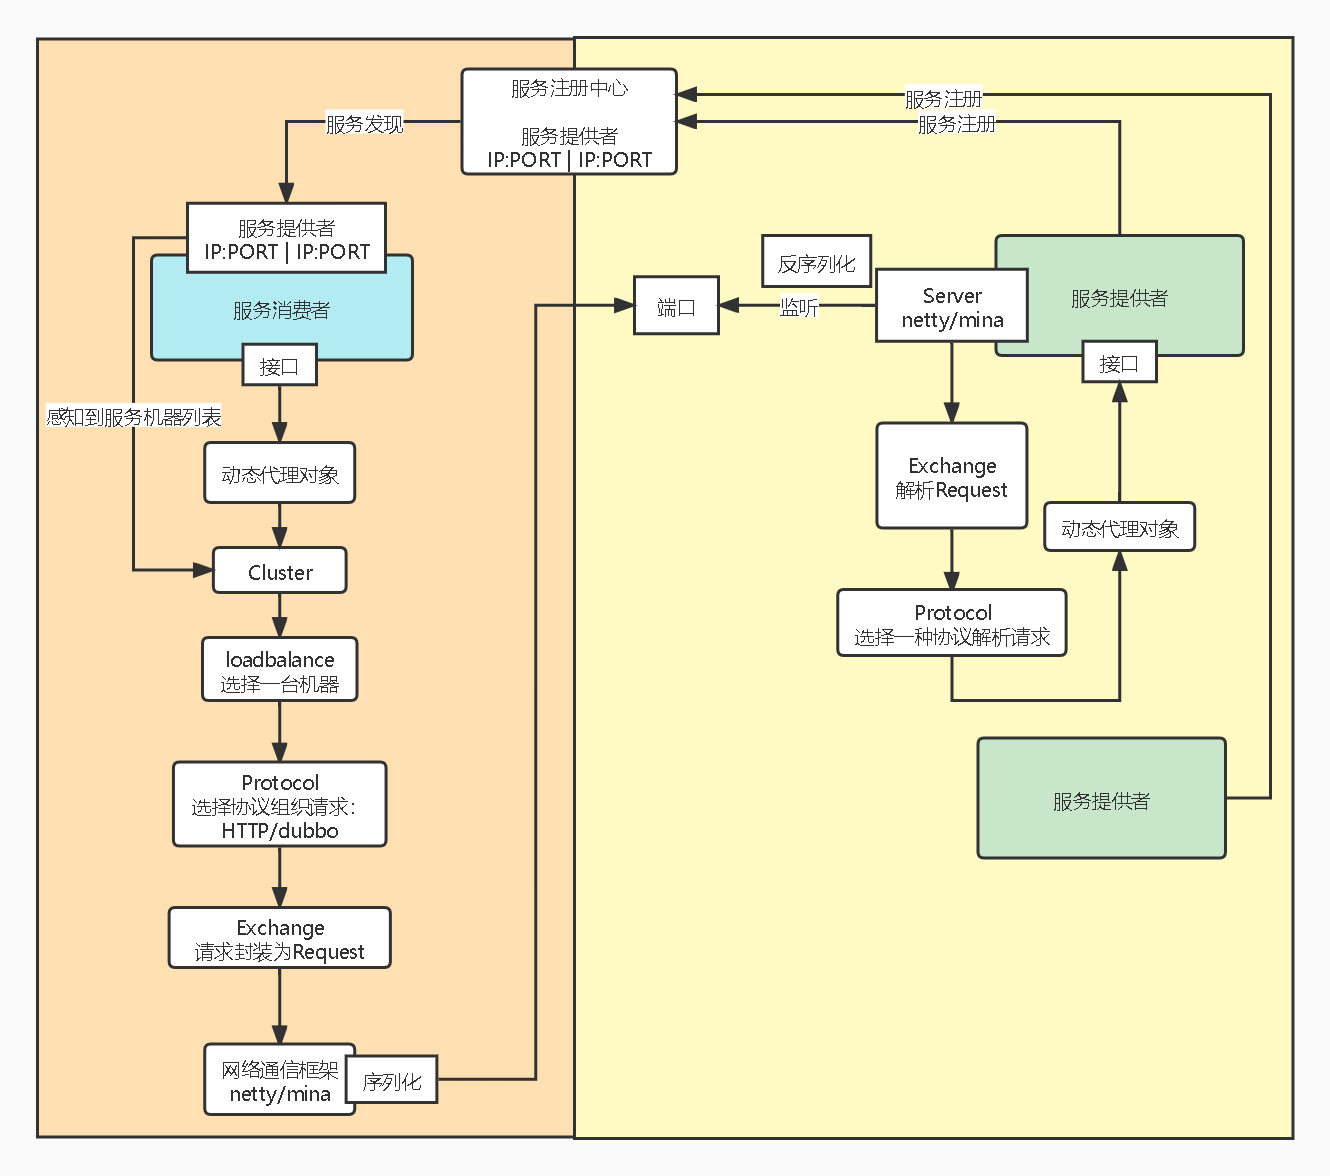 服务注册中心
服务提供者
IP:PORT | IP:PORT
服务注册
服务注册
服务发现
服务提供者
IP:PORT | IP:PORT
服务消费者
接口
感知到服务机器列表
动态代理对象
Cluster
loadbalance
选择一台机器
Protocol
选择协议组织请求：
HTTP/dubbo
Exchange
请求封装为Request
网络通信框架
netty/mina
序列化
端口
监听
反序列化
Server
netty/mina
服务提供者
接口
Exchange
解析Request
动态代理对象
Protocol
选择一种协议解析请求
服务提供者